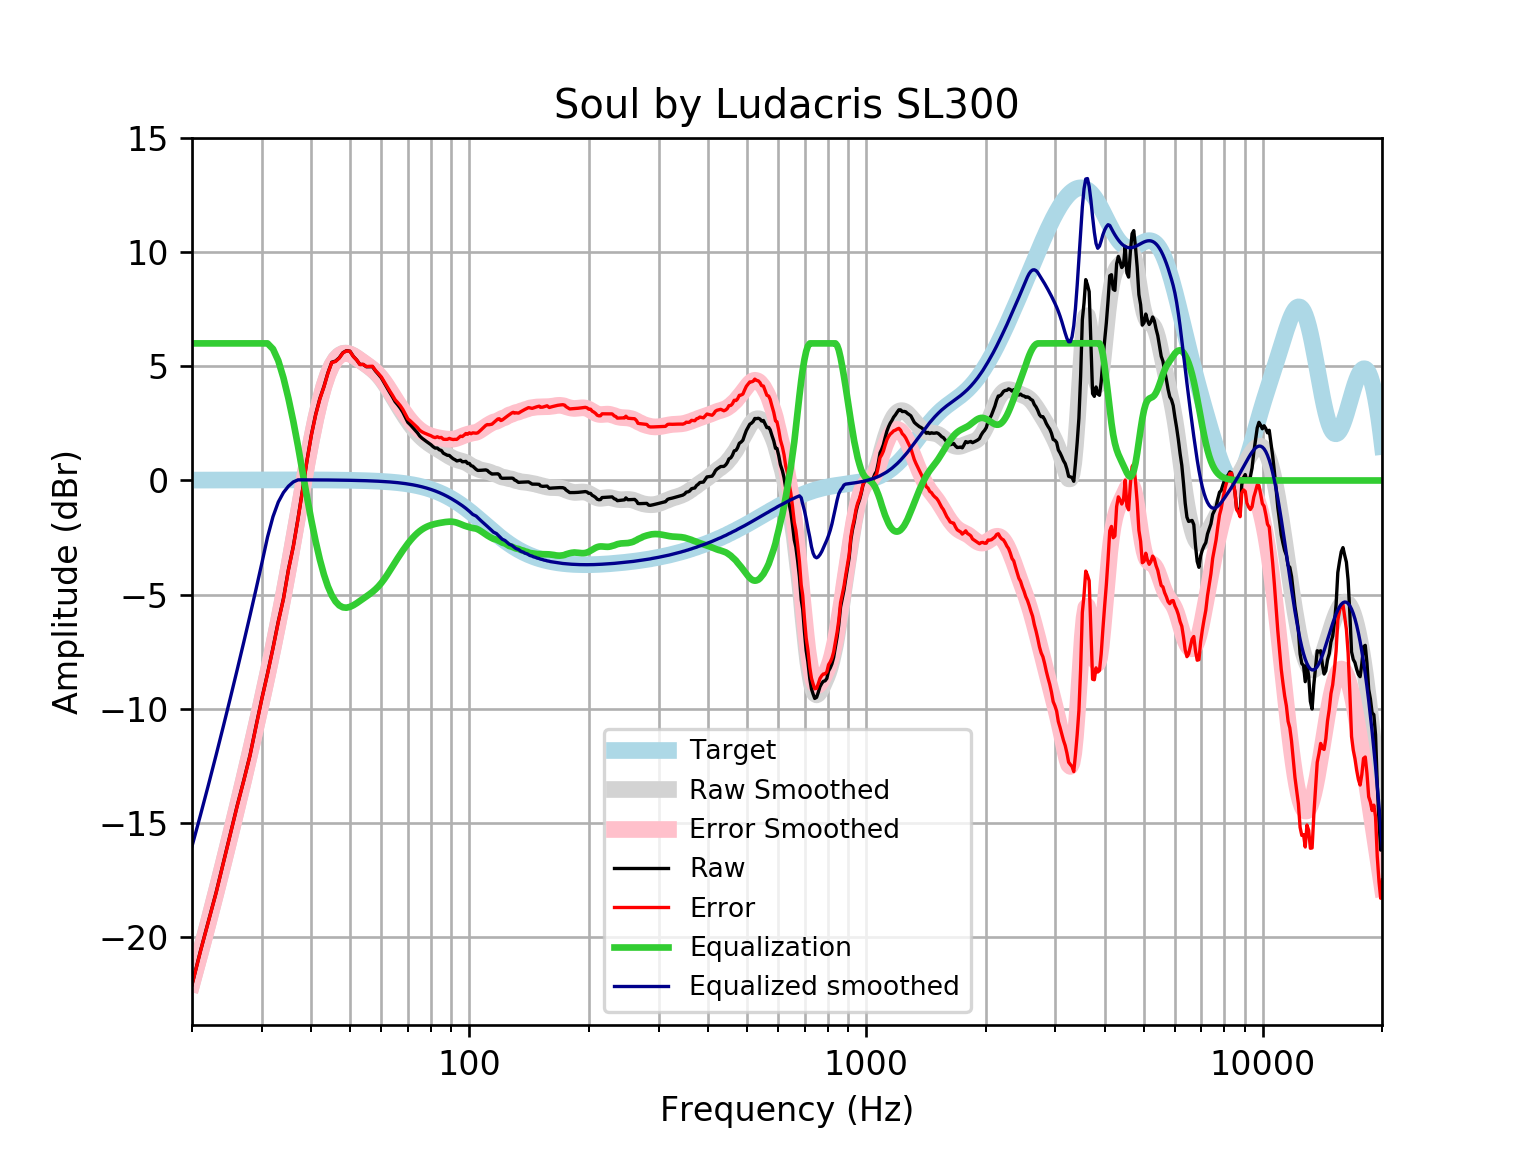 Soul by Ludacris SL300
15
10
5
0
−5
−10
−15
−20
Amplitude (dBr)
Target
Raw Smoothed
Error Smoothed
Raw
Error
Equalization
Equalized smoothed
100 1000 10000
Frequency (Hz)